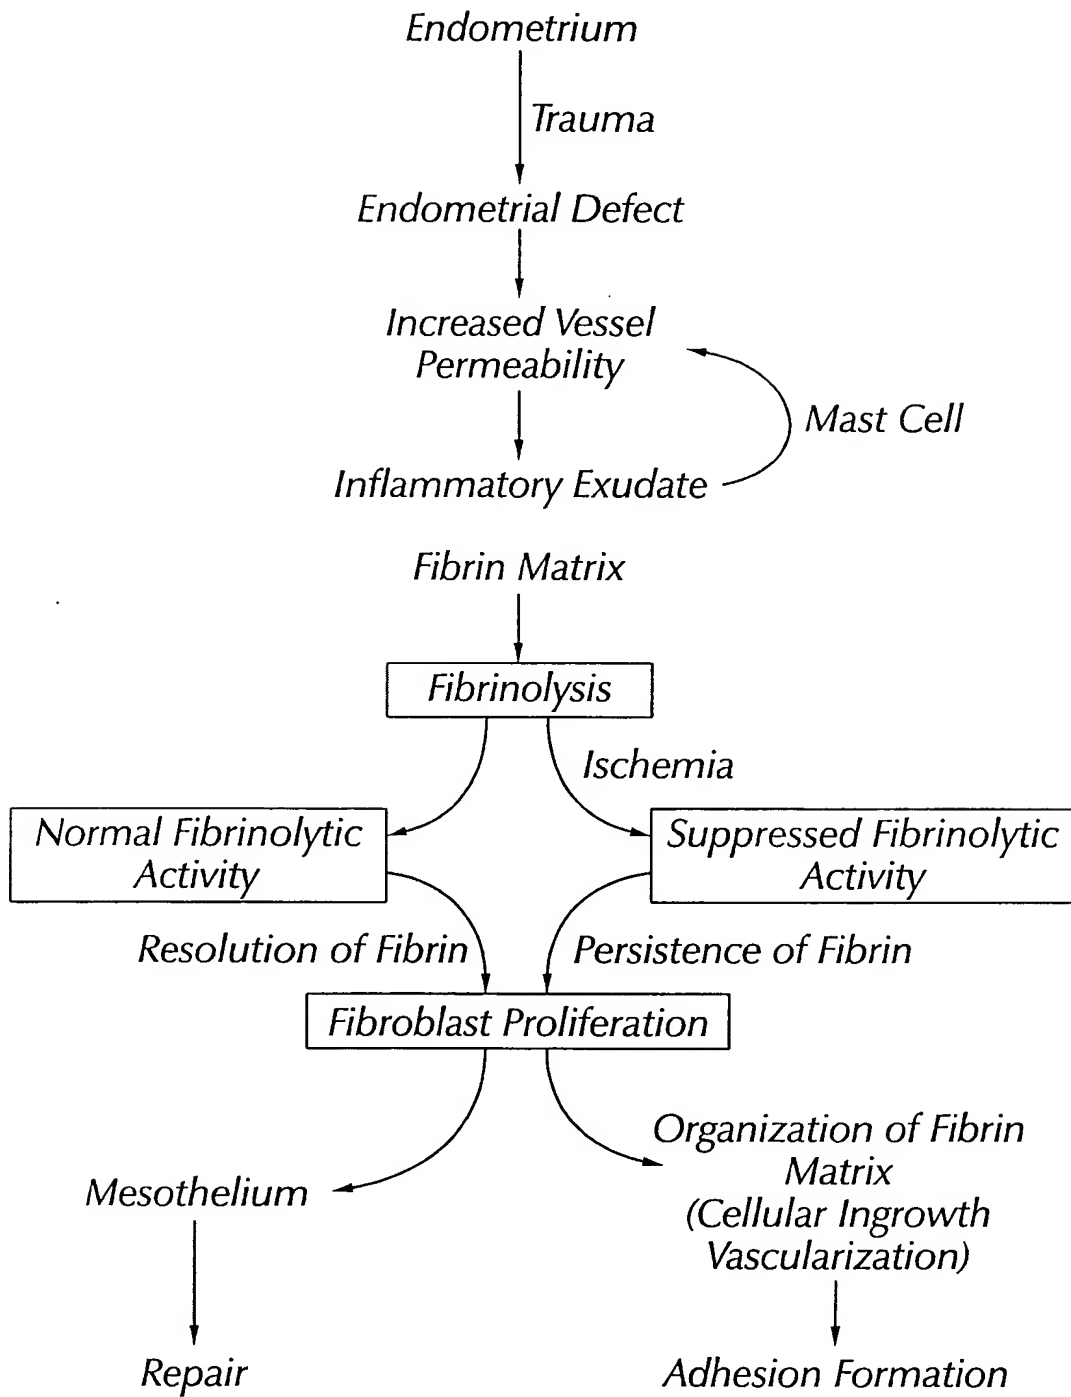 Endometrium
Trauma
Endometrial Defect
Increased Vessel
Permeability
Mast Cell
Inflammatory Exudate
Fibrin Matrix
Fibrinolysis
Ischemia
Normal Fibrinolytic
Activity
Suppressed Fibrinolytic
Activity
Resolution of Fibrin
Persistence of Fibrin
Fibroblast Proliferation
Organization of Fibrin
Matrix
(Cellular Ingrowth
Vascularization)
Mesothelium
Repair
Adhesion Formation